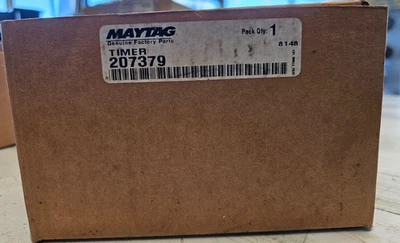 MAYTAG
Genuine Factory Parts
Pack Qty: 1
TIMER
8148
207379